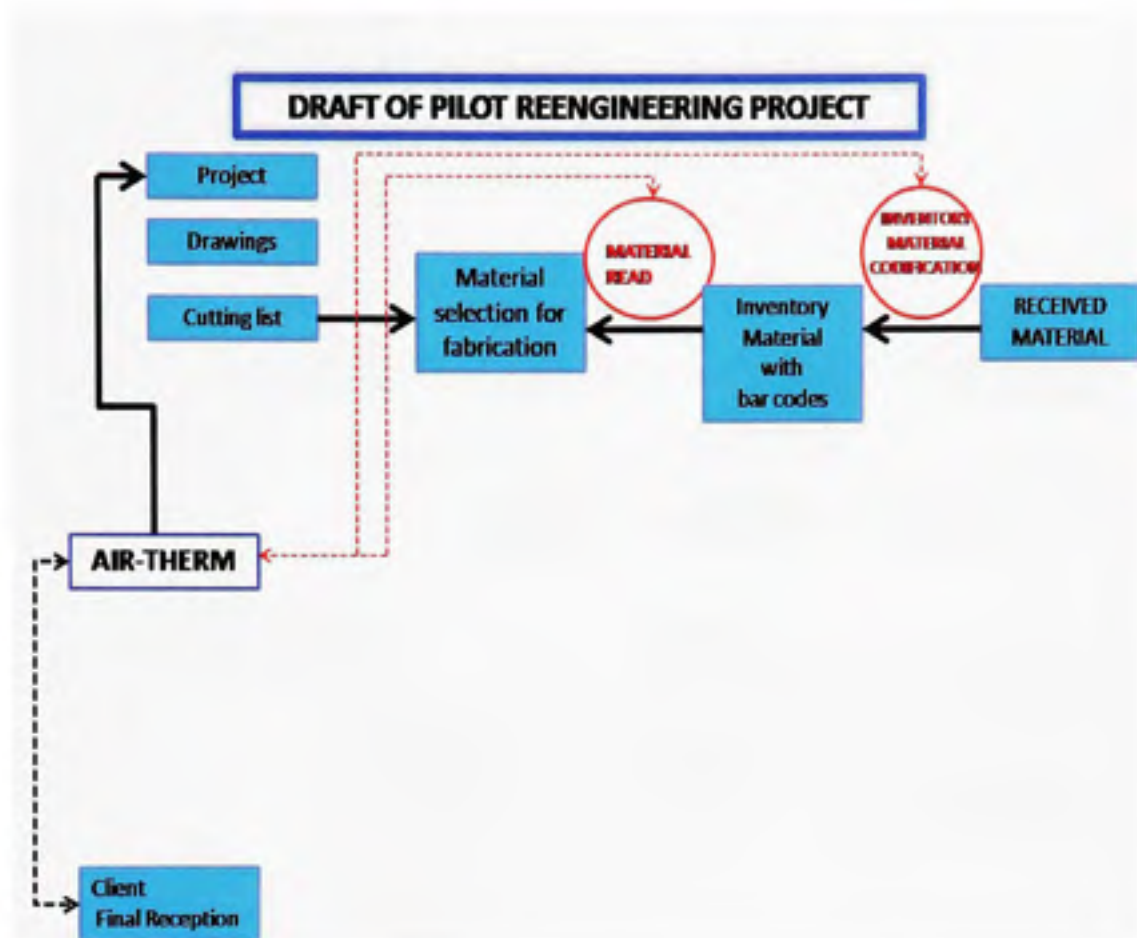 DRAFT OF PILOT REENGINEERING PROJECT
Project
Drawings
Cutting list
Material
selection for
fabrication
MATERIAL
READ
Inventory
Material
with
bar codes
INVENTORY
MATERIAL
CODIFICATION
RECEIVED
MATERIAL
AIR-THERM
Client
Final Reception